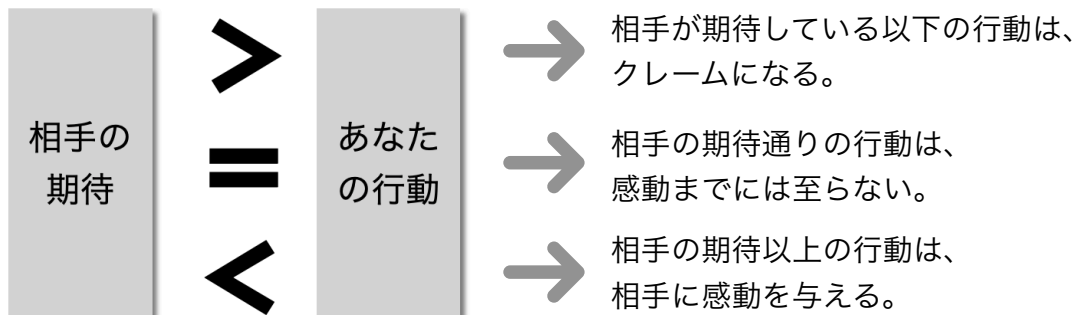 相手の
期待
>
=
<
あなた
の行動
相手が期待している以下の行動は、
クレームになる。
相手の期待通りの行動は、
感動までには至らない。
相手の期待以上の行動は、
相手に感動を与える。